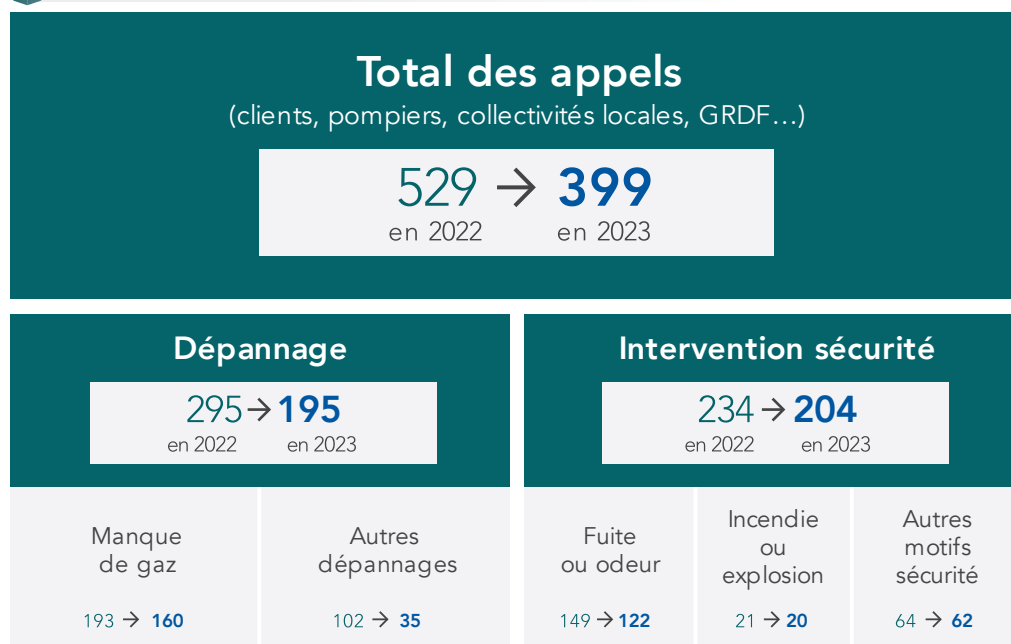 Total des appels
(clients, pompiers, collectivités locales, GRDF…)
529 → 399
en 2022 en 2023
Dépannage
295 → 195
en 2022 en 2023
Manque
de gaz
193 → 160
Autres
dépannages
102 → 35
Intervention sécurité
234 → 204
en 2022 en 2023
Fuite
ou odeur
149 → 122
Incendie
ou
explosion
21 → 20
Autres
motifs
sécurité
64 → 62